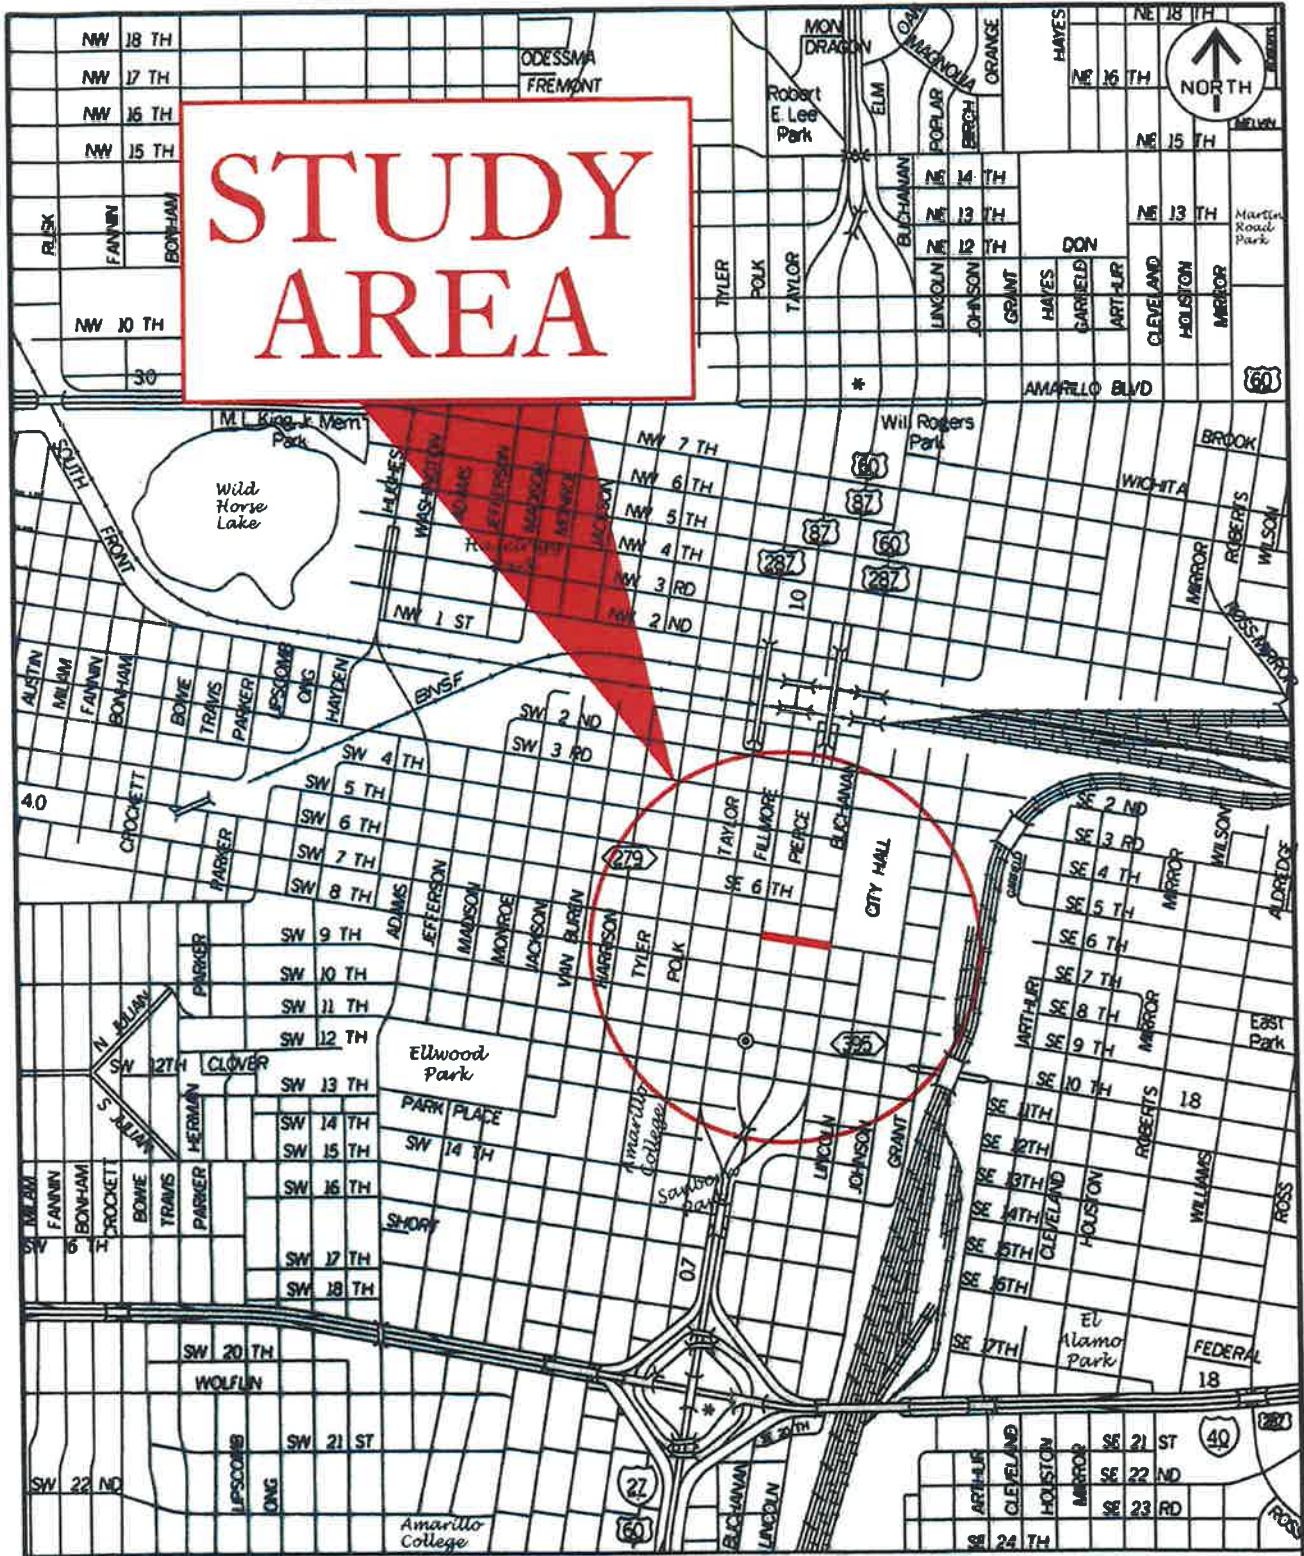 NW 18 TH
NW 17 TH
NW 16 TH
NW 15 TH
ODESSMA
FREMONT
MON
DRAGON
OAK
MAGNOLIA
ORANGE
HAYES
NE 18 TH
NE 16 TH
NORTH
MELVIN
NE 15 TH
Robert
E. Lee
Park
ELM
POPLAR
BIRCH
BUCHANAN
NE 14 TH
NE 13 TH
NE 12 TH
NE 13 TH
Martin
Road
Park
DON
STUDY
AREA
RUSK
FANNIN
BONHAM
TYLER
POLK
TAYLOR
LINCOLN
JOHNSON
GRANT
HAYES
GARFIELD
ARTHUR
CLEVELAND
HOUSTON
MIRROR
NW 10 TH
30
*
AMARILLO BLVD
60
M. L. King, Jr. Mem'l
Park
Will Rogers
Park
BROOK
WICHITA
SOUTH
FRONT
Wild
Horse
Lake
HUGHES
WASHINGTON
ADAMS
JEFFERSON
MADISON
MONROE
JACKSON
NW 7 TH
NW 6 TH
NW 5 TH
NW 4 TH
NW 3 RD
NW 2 ND
NW 1 ST
60
87
87
60
287
287
10
ROBERTS
WILSON
MIRROR
ROSS-MIRROR
AUSTIN
MILAM
FANNIN
BONHAM
BOWIE
TRAVIS
PARKER
LIPSCOMB
ONG
HAYDEN
BNSF
SW 2 ND
SW 3 RD
SW 4 TH
SW 5 TH
SW 6 TH
SW 7 TH
SW 8 TH
40
CROCKETT
PARKER
TAYLOR
FILLMORE
PIERCE
BUCHANAN
CITY HALL
279
SE 6 TH
SE 2 ND
SE 3 RD
SE 4 TH
SE 5 TH
SE 6 TH
SE 7 TH
SE 8 TH
SE 9 TH
SE 10 TH
GARFIELD
WILSON
MIRROR
ALDREDGE
ADAMS
JEFFERSON
MADISON
MONROE
JACKSON
VAN BUREN
HARRISON
TYLER
POLK
PARKER
SW 9 TH
SW 10 TH
SW 11 TH
SW 12 TH
N JULIAN
SW 12TH
CLOVER
S JULIAN
HERMAN
SW 13 TH
SW 14 TH
SW 15 TH
SW 16 TH
SW 17 TH
SW 18 TH
Ellwood
Park
PARK PLACE
SW 14 TH
Amarillo
College
395
ARTHUR
MIRROR
East
Park
18
SE 11TH
SE 12TH
SE 13TH
SE 14TH
SE 15TH
SE 16TH
SE 17TH
ROBERTS
WILLIAMS
ROSS
CLEVELAND
HOUSTON
LINCOLN
JOHNSON
GRANT
MILAM
FANNIN
BONHAM
CROCKETT
BOWIE
TRAVIS
PARKER
SW 16 TH
SHORT
07
El
Alamo
Park
FEDERAL
18
SW 20 TH
WOLFLIN
LIPSCOMB
ONG
SW 21 ST
SW 22 ND
*
SE 20 TH
27
60
BUCHANAN
LINCOLN
Amarillo
College
ARTHUR
CLEVELAND
HOUSTON
MIRROR
SE 21 ST
SE 22 ND
SE 23 RD
SE 24 TH
40
287
ROSS